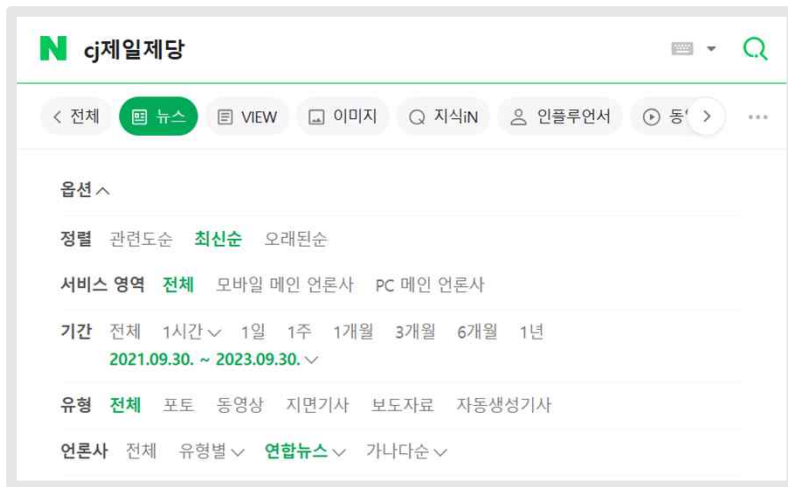 N cj제일제당
전체 뉴스 VIEW 이미지 지식iN 인플루언서
옵션
정렬 관련도순 최신순 오래된순
서비스 영역 전체 모바일 메인 언론사 PC 메인 언론사
기간 전체 1시간 1일 1주 1개월 3개월 6개월 1년
2021.09.30. ~ 2023.09.30.
유형 전체 포토 동영상 지면기사 보도자료 자동생성기사
언론사 전체 유형별 연합뉴스 가나다순